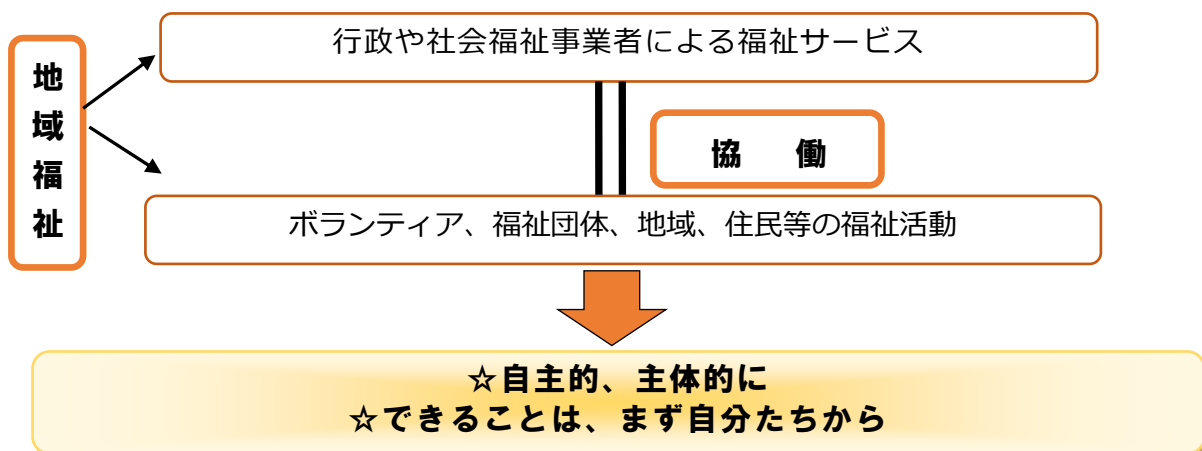 地域福祉
行政や社会福祉事業者による福祉サービス
協　働
ボランティア、福祉団体、地域、住民等の福祉活動
☆自主的、主体的に
☆できることは、まず自分たちから